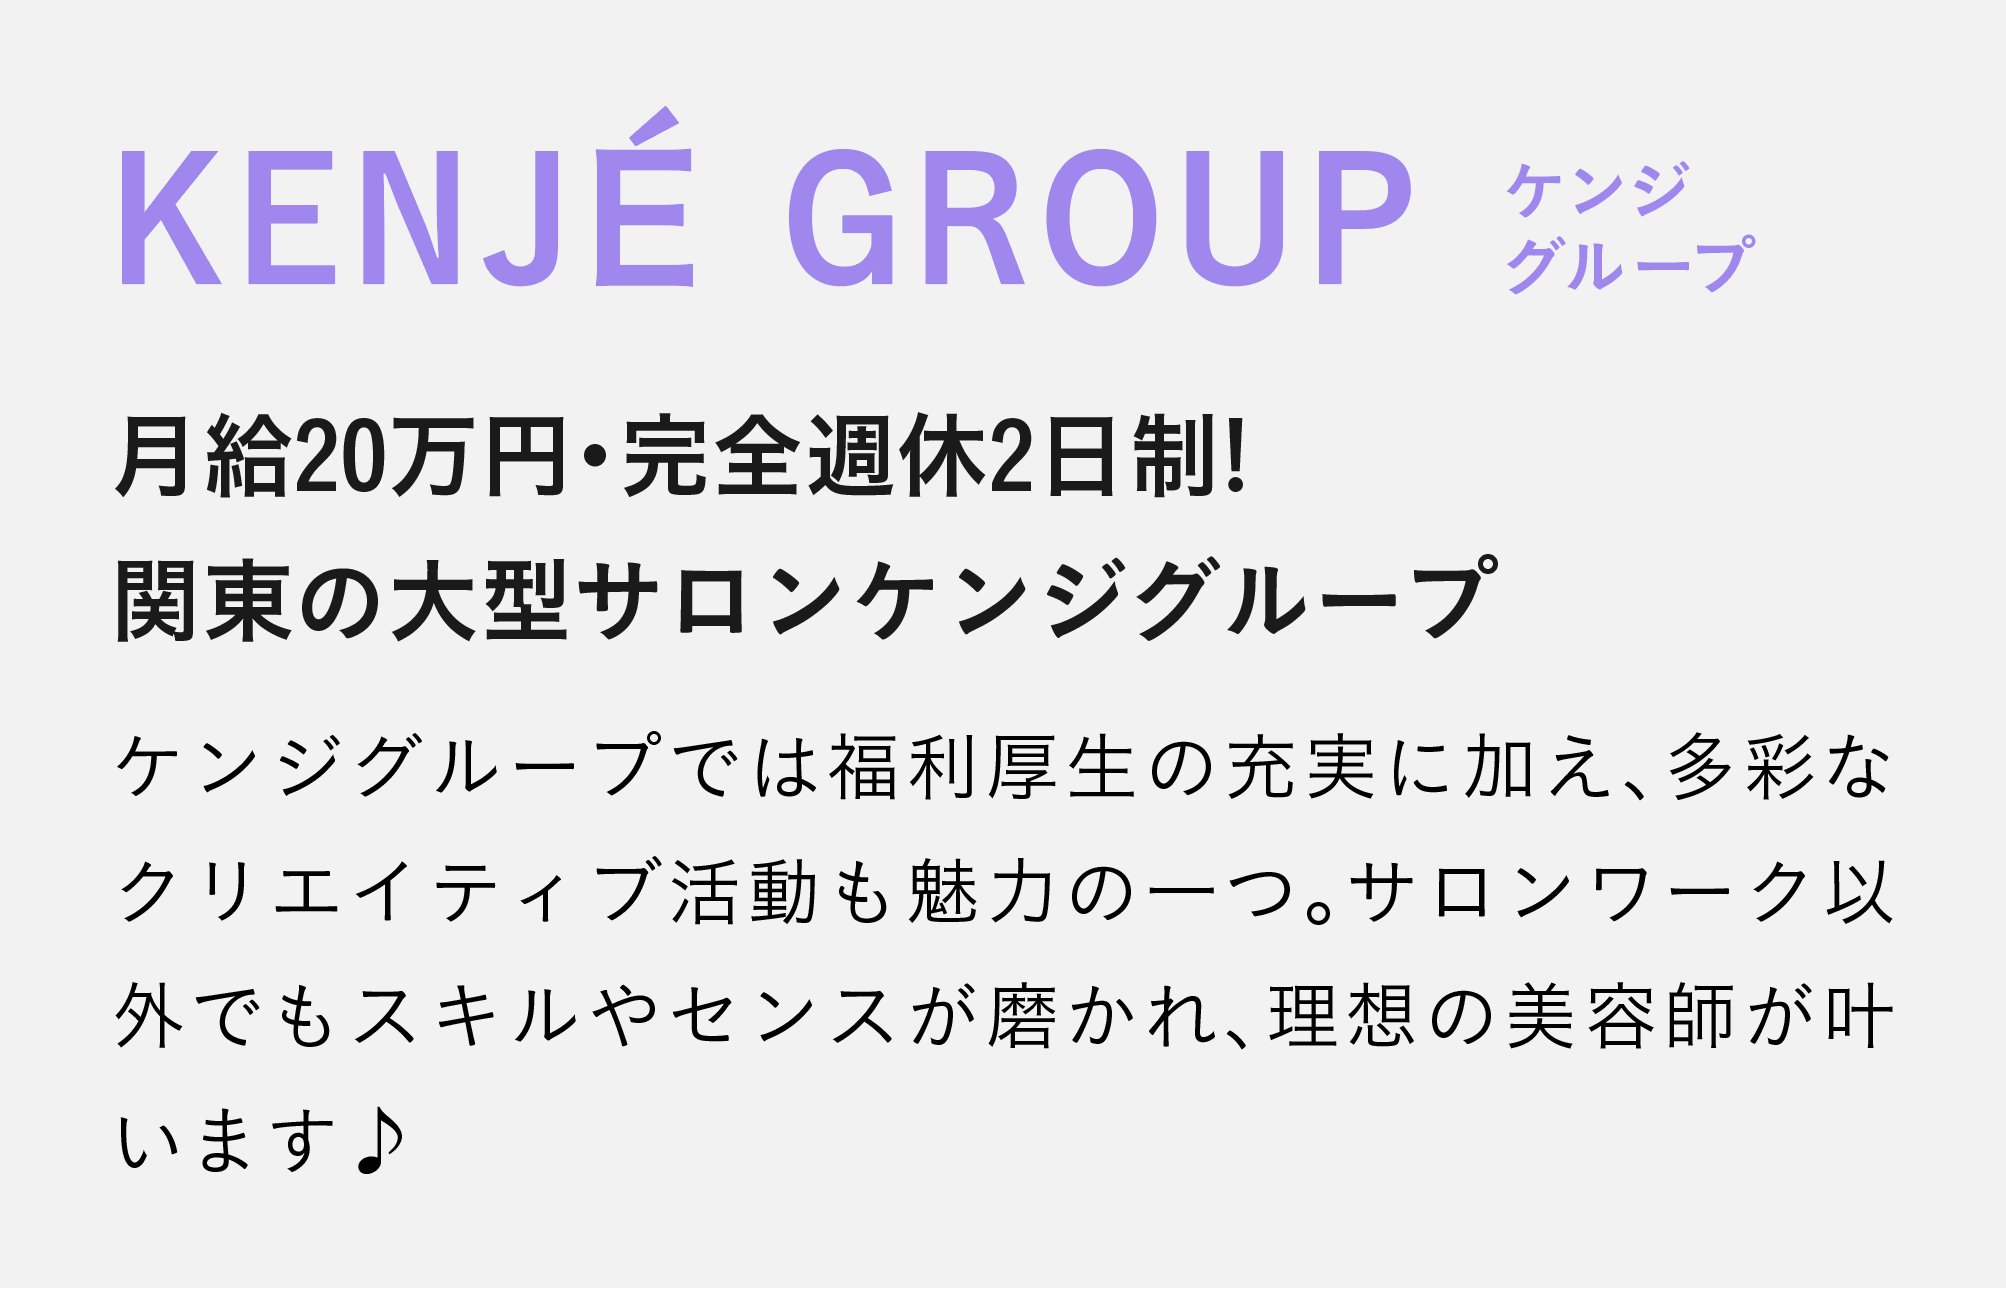 KENJÉ GROUP
ケンジ
グループ
月給20万円・完全週休2日制!
関東の大型サロンケンジグループ
ケンジグループでは福利厚生の充実に加え、多彩な
クリエイティブ活動も魅力の一つ。サロンワーク以
外でもスキルやセンスが磨かれ、理想の美容師が叶
います♪